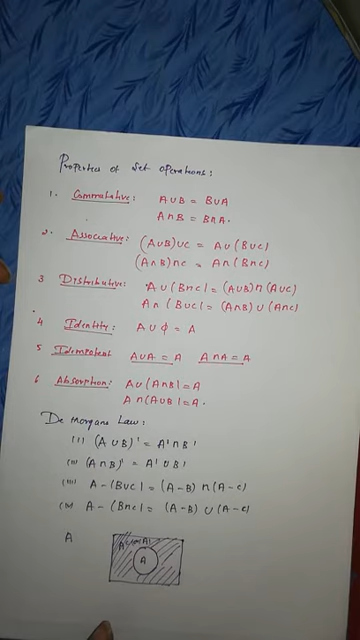 Properties of Set Operations:
1. Commutative: A∪B = B∪A
A∩B = B∩A.
2. Associative: (A∪B)∪C = A∪(B∪C)
(A∩B)∩C = A∩(B∩C)
3 Distributive: A∪(B∩C) = (A∪B)∩(A∪C)
A∩(B∪C) = (A∩B)∪(A∩C)
4 Identity: A∪ϕ = A
5 Idempotent A∪A = A A∩A = A
6 Absorption: A∪(A∩B) = A
A∩(A∪B) = A.
De morgans Law:
(i) (A∪B)' = A'∩B'
(ii) (A∩B)' = A'∪B'
(iii) A-(B∪C) = (A-B)∩(A-C)
(iv) A-(B∩C) = (A-B)∪(A-C)
A
A